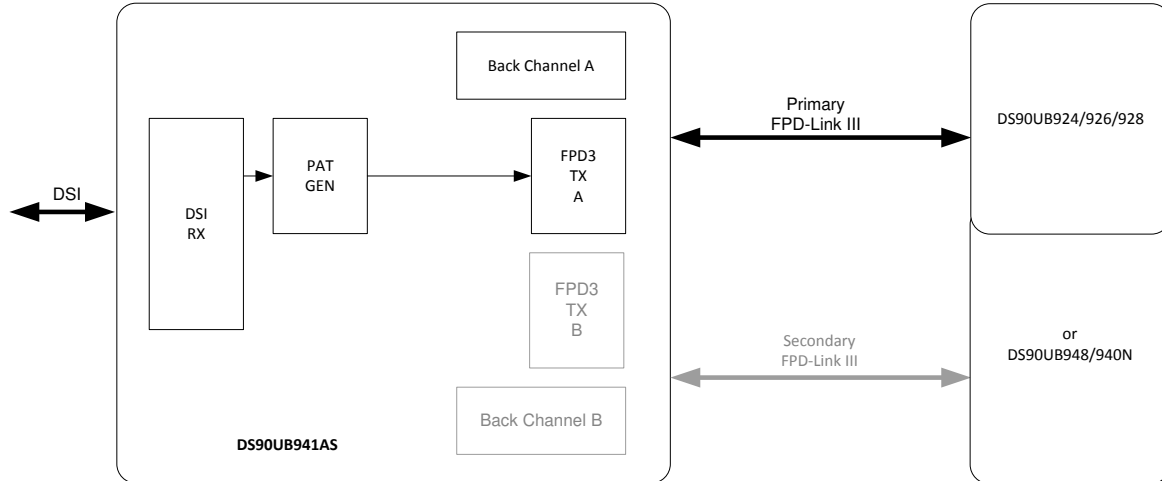 Back Channel A
DSI
DSI
RX
PAT
GEN
FPD3
TX
A
FPD3
TX
B
Back Channel B
DS90UB941AS
Primary
FPD-Link III
Secondary
FPD-Link III
DS90UB924/926/928
or
DS90UB948/940N